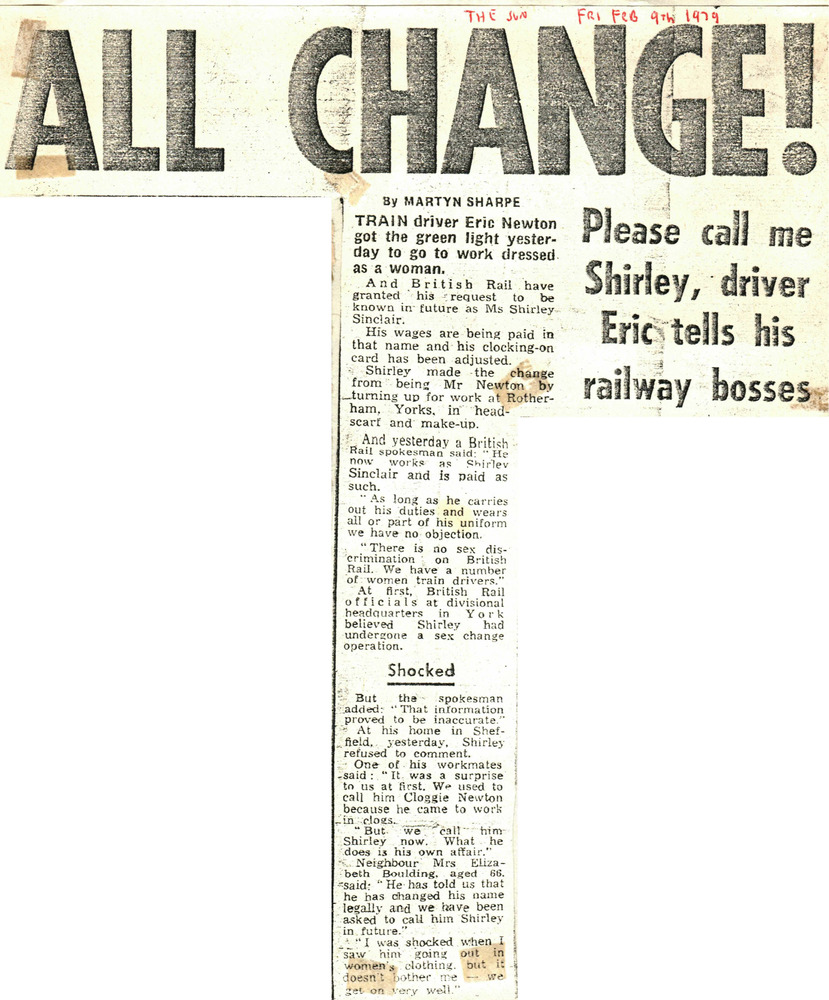 THE SUN FRI FEB 9TH 1979
ALL CHANGE!
Please call me
Shirley, driver
Eric tells his
railway bosses
By MARTYN SHARPE
TRAIN driver Eric Newton
got the green light yester-
day to go to work dressed
as a woman.
And British Rail have
granted his request to be
known in future as Ms Shirley
Sinclair.
His wages are being paid in
that name and his clocking-on
card has been adjusted.
Shirley made the change
from being Mr Newton by
turning up for work at Rother-
ham, Yorks, in head-
scarf and make-up.
And yesterday a British
Rail spokesman said: "He
now works as Shirley
Sinclair and is paid as
such.
"As long as he carries
out his duties and wears
all or part of his uniform
we have no objection.
"There is no sex dis-
crimination on British
Rail. We have a number
of women train drivers."
At first, British Rail
officials at divisional
headquarters in York
believed Shirley had
undergone a sex change
operation.
Shocked
But the spokesman
added: "That information
proved to be inaccurate."
At his home in Shef-
field, yesterday, Shirley
refused to comment.
One of his workmates
said: "It was a surprise
to us at first. We used to
call him Cloggie Newton
because he came to work
in clogs.
"But we call him
Shirley now. What he
does is his own affair."
Neighbour Mrs Eliza-
beth Boulding, aged 66,
said: "He has told us that
he has changed his name
legally and we have been
asked to call him Shirley
in future."
"I was shocked when I
saw him going out in
women's clothing, but it
doesn't bother me — we
get on very well."